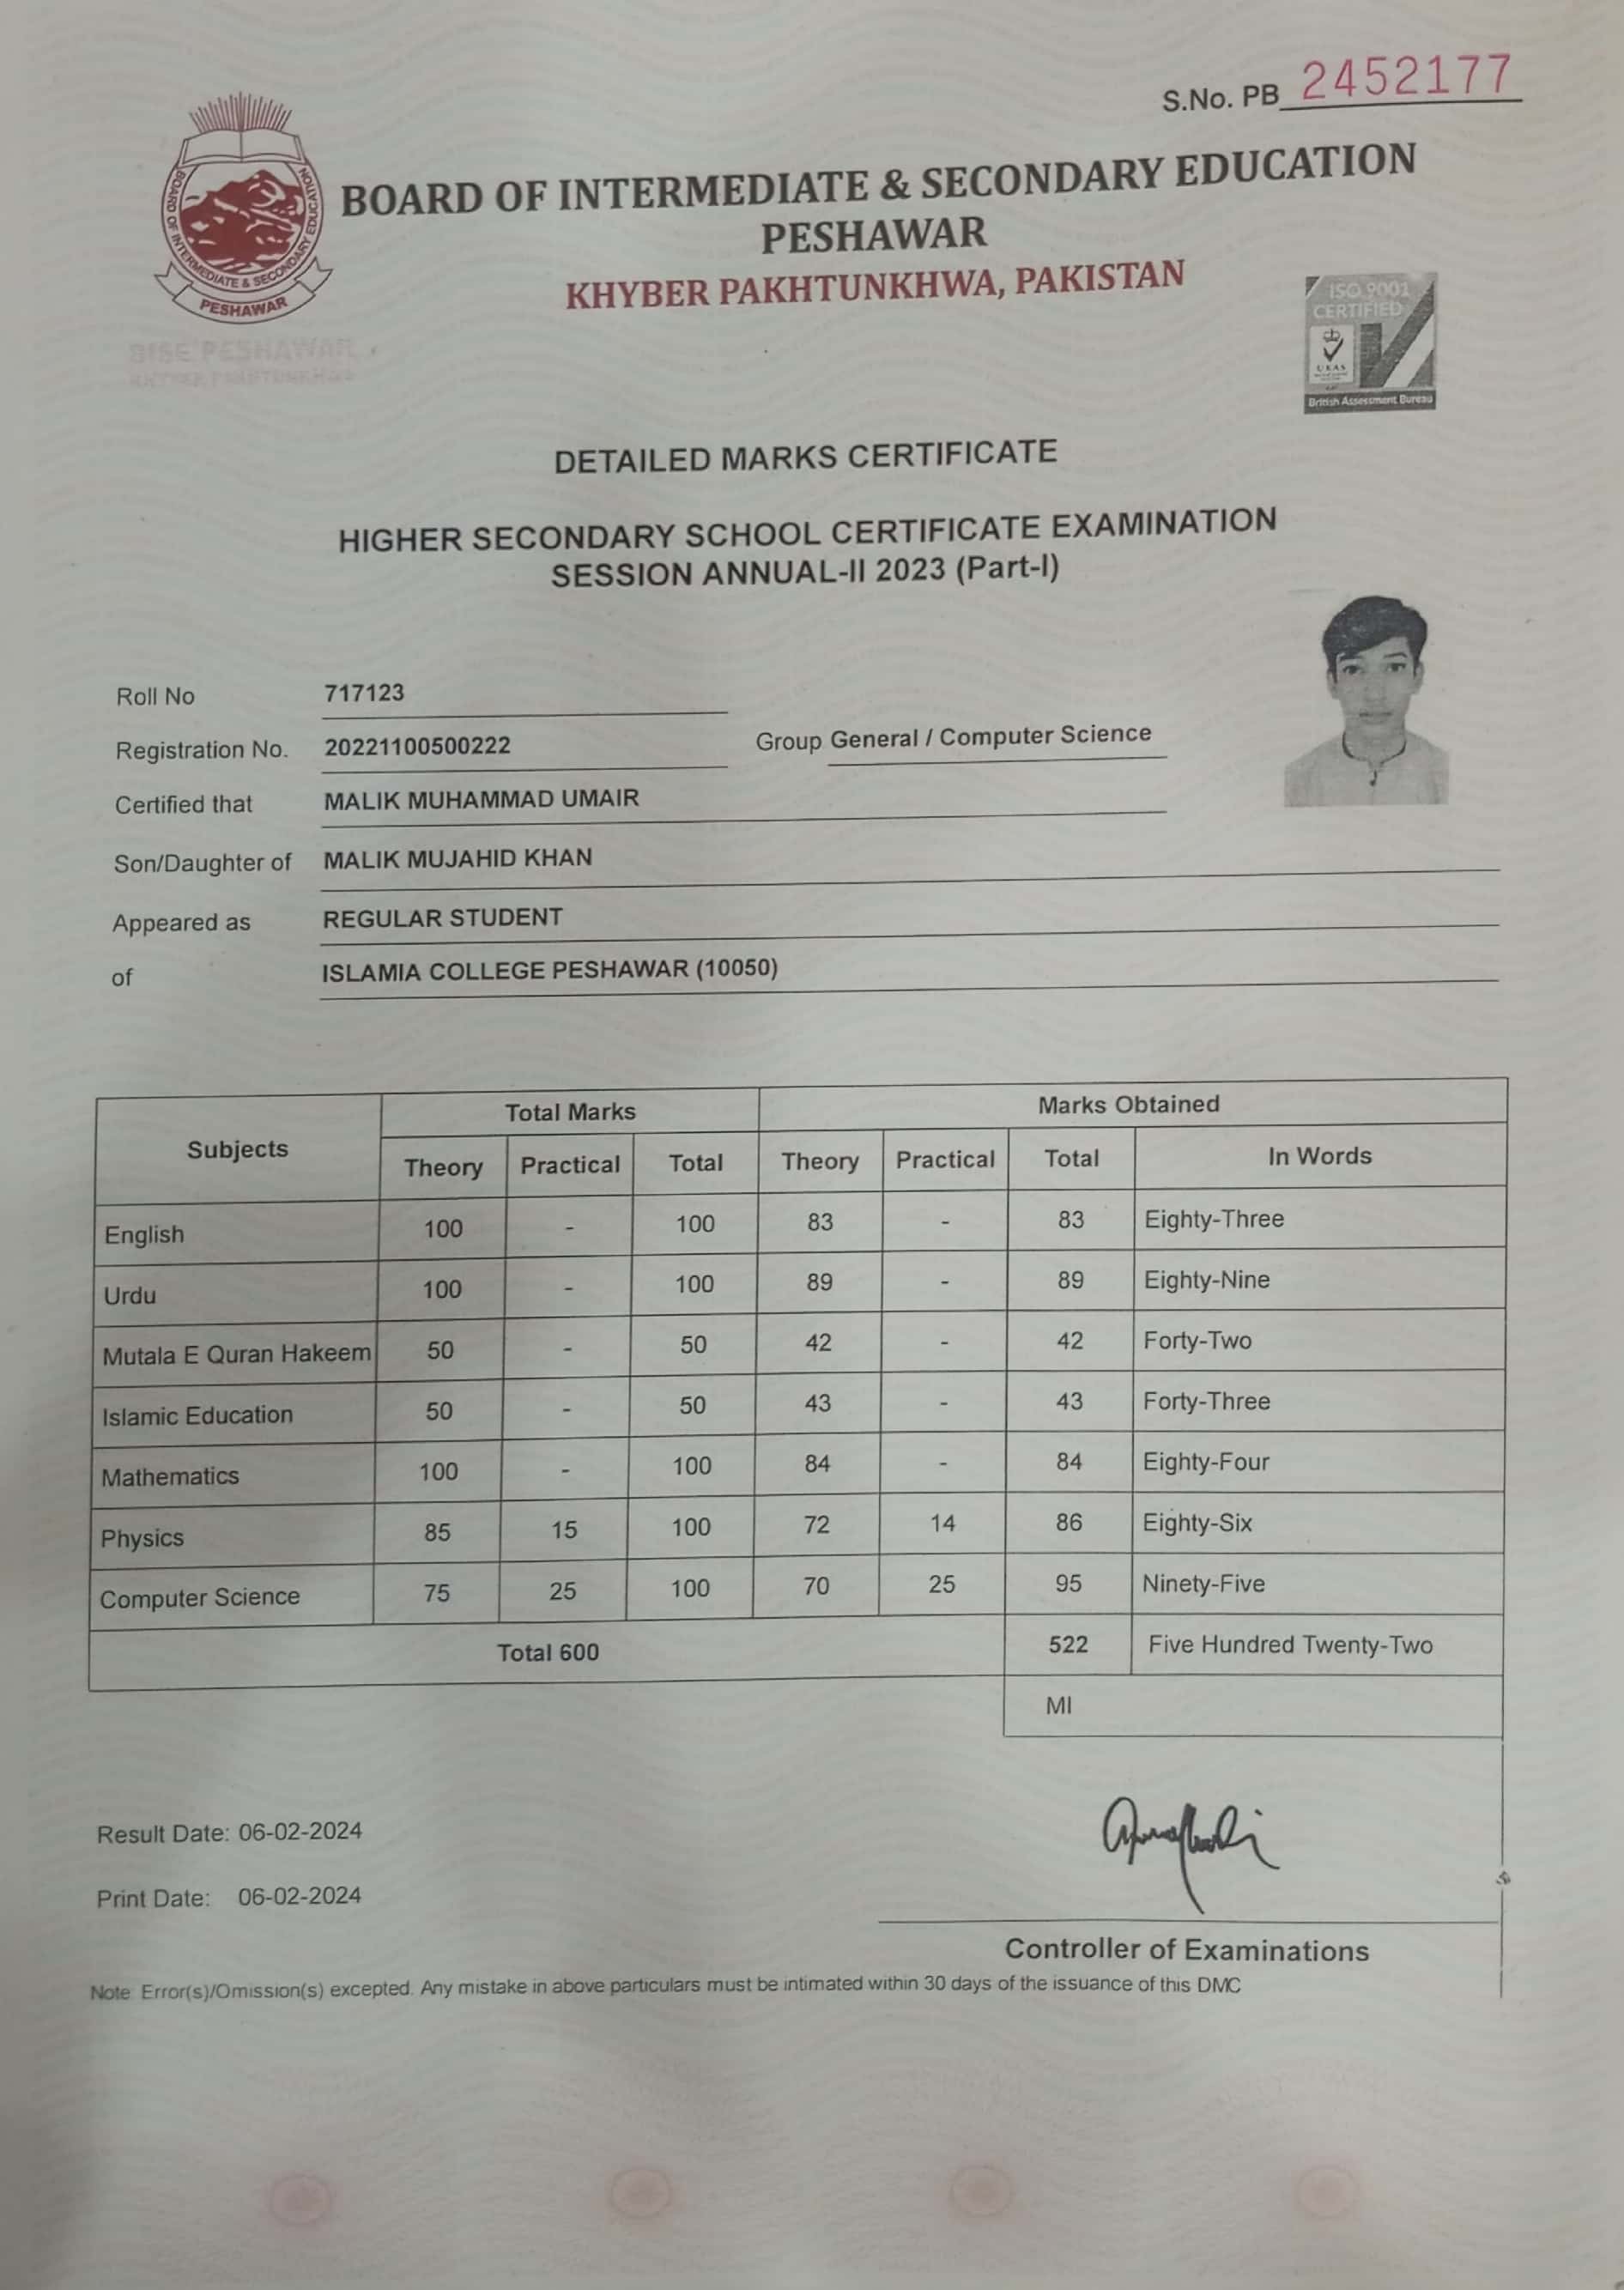 S.No. PB 2452177
BOARD OF INTERMEDIATE & SECONDARY EDUCATION
PESHAWAR
BOARD OF INTERMEDIATE & SECONDARY EDUCATION
PESHAWAR
KHYBER PAKHTUNKHWA, PAKISTAN
ISO 9001
CERTIFIED
UKAS
British Assessment Bureau
BISE PESHAWAR
KHYBER PAKHTUNKHWA
DETAILED MARKS CERTIFICATE
HIGHER SECONDARY SCHOOL CERTIFICATE EXAMINATION
SESSION ANNUAL-II 2023 (Part-I)
Roll No 717123
Registration No. 20221100500222 Group General / Computer Science
Certified that MALIK MUHAMMAD UMAIR
Son/Daughter of MALIK MUJAHID KHAN
Appeared as REGULAR STUDENT
of ISLAMIA COLLEGE PESHAWAR (10050)
Subjects Total Marks Marks Obtained
Theory Practical Total Theory Practical Total In Words
English 100 - 100 83 - 83 Eighty-Three
Urdu 100 - 100 89 - 89 Eighty-Nine
Mutala E Quran Hakeem 50 - 50 42 - 42 Forty-Two
Islamic Education 50 - 50 43 - 43 Forty-Three
Mathematics 100 - 100 84 - 84 Eighty-Four
Physics 85 15 100 72 14 86 Eighty-Six
Computer Science 75 25 100 70 25 95 Ninety-Five
Total 600 522 Five Hundred Twenty-Two
MI
Result Date: 06-02-2024
Print Date: 06-02-2024
Controller of Examinations
Note: Error(s)/Omission(s) excepted. Any mistake in above particulars must be intimated within 30 days of the issuance of this DMC